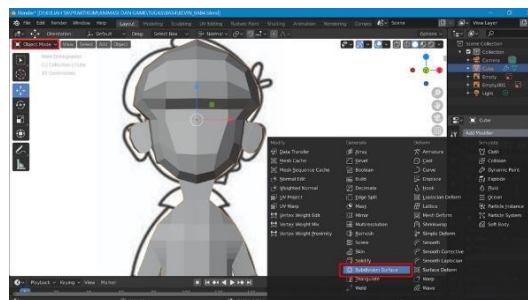 File Edit Render Window Help Layout Modeling Sculpting UV Editing Texture Paint Shading Animation Rendering Compositing Scene View Layer
Orientation: Default Drag: Select Box Normal Options
Object Mode View Select Add Object
Scene Collection
Collection
Camera
Cube
Empty
Empty.001
Light
Cube
Add Modifier
Modify Generate Deform
Data Transfer Array Armature Cloth
Mesh Cache Bevel Cast Collision
Mesh Sequence Cache Boolean Curve Dynamic Paint
Normal Edit Build Displace Explode
Weighted Normal Decimate Hook Fluid
UV Project Edge Split Laplacian Deform Ocean
UV Warp Mask Lattice Particle Instance
Vertex Weight Edit Mirror Mesh Deform Particle System
Vertex Weight Mix Multiresolution Shrinkwrap Soft Body
Vertex Weight Proximity Remesh Simple Deform
Screw Smooth
Skin Smooth Corrective
Solidify Smooth Laplacian
Subdivision Surface Surface Deform
Triangulate Warp
Weld Wave
Playback Keying View Marker